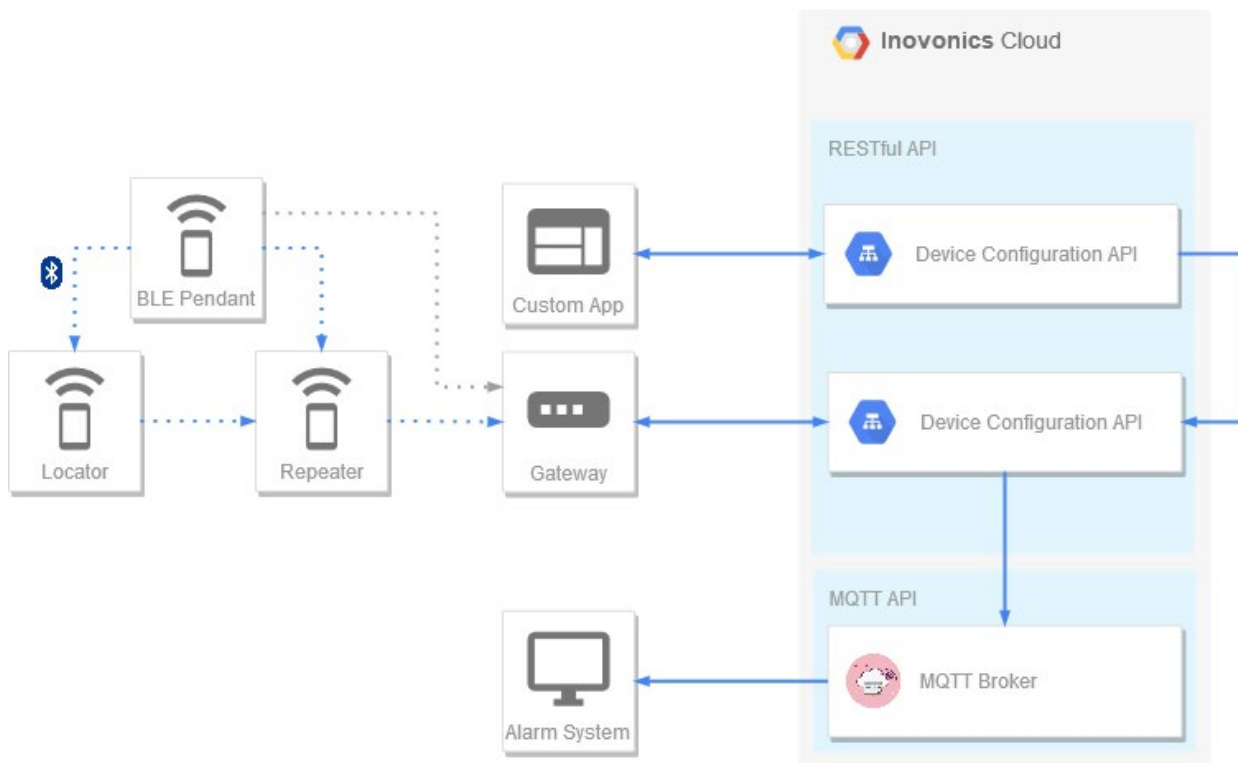 Inovonics Cloud
RESTful API
BLE Pendant
Custom App
Device Configuration API
Locator
Repeater
Gateway
Device Configuration API
MQTT API
Alarm System
MQTT Broker